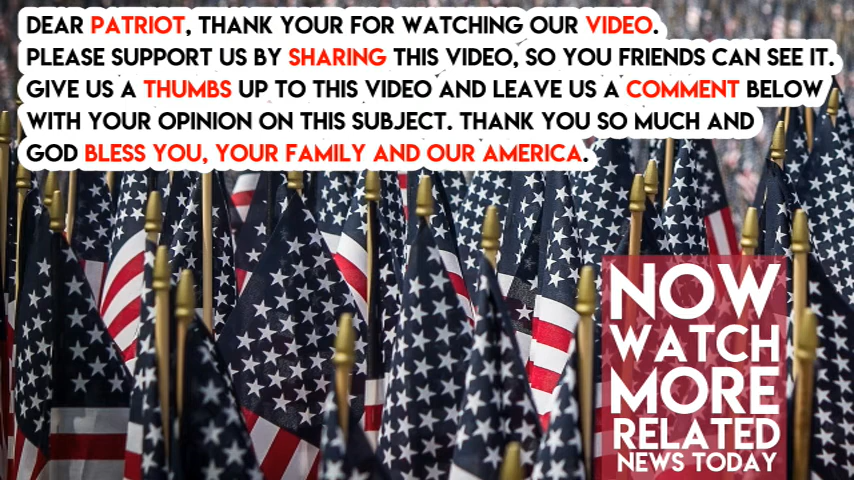 DEAR PATRIOT, THANK YOUR FOR WATCHING OUR VIDEO.
PLEASE SUPPORT US BY SHARING THIS VIDEO, SO YOU FRIENDS CAN SEE IT.
GIVE US A THUMBS UP TO THIS VIDEO AND LEAVE US A COMMENT BELOW
WITH YOUR OPINION ON THIS SUBJECT. THANK YOU SO MUCH AND
GOD BLESS YOU, YOUR FAMILY AND OUR AMERICA.
NOW
WATCH
MORE
RELATED
NEWS TODAY